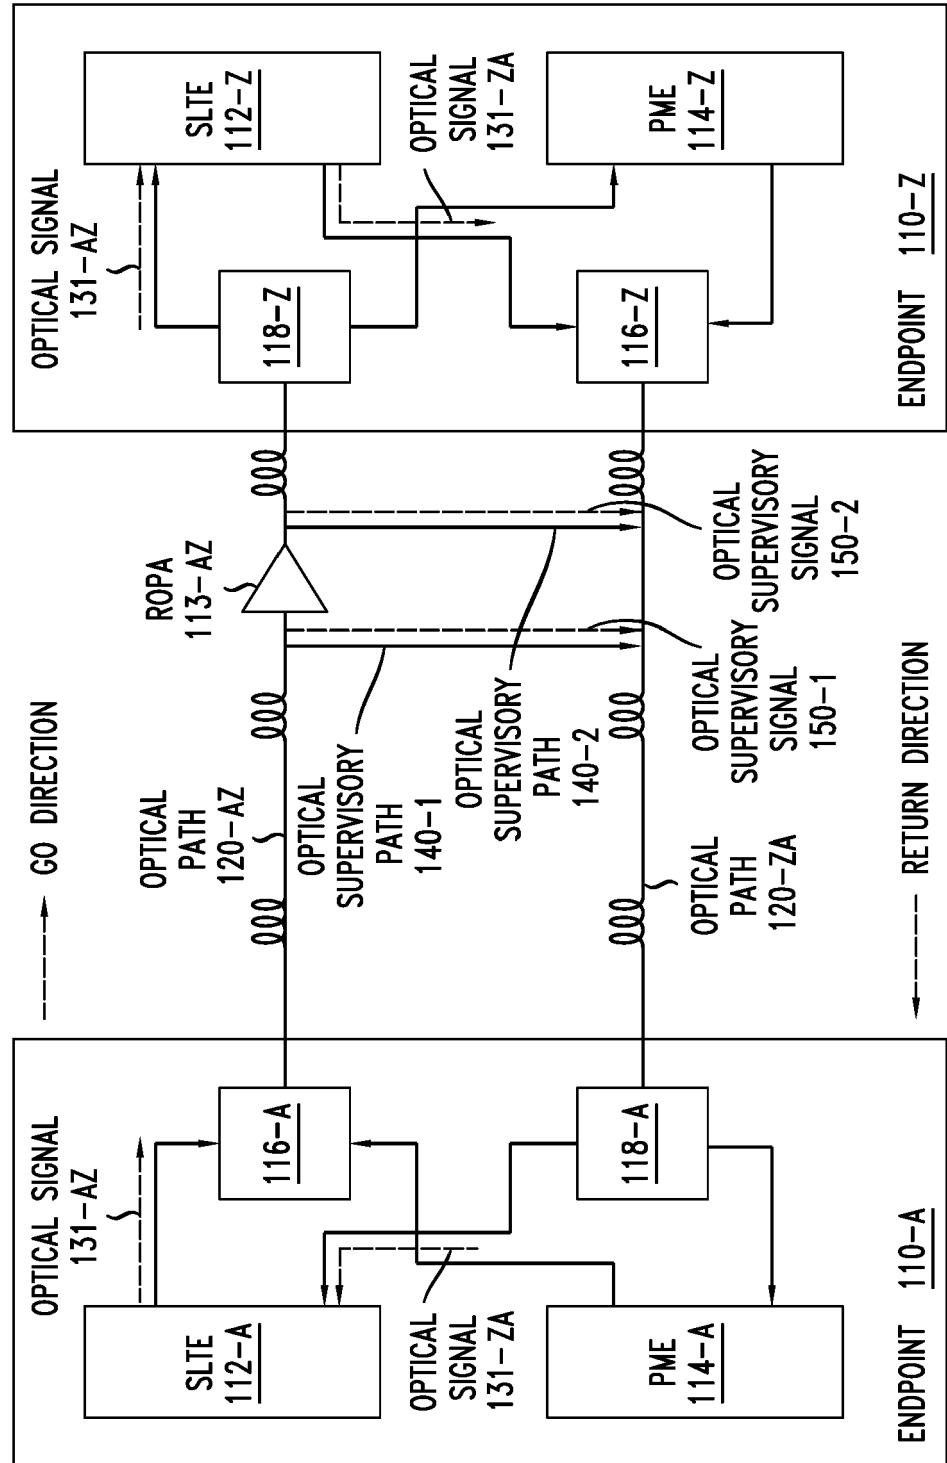 GO DIRECTION
OPTICAL SIGNAL
131-AZ
SLTE
112-A
116-A
OPTICAL
SIGNAL
131-ZA
PME
114-A
118-A
ENDPOINT 110-A
OPTICAL
PATH
120-AZ
ROPA
113-AZ
OPTICAL
SUPERVISORY
PATH
140-1
OPTICAL
SUPERVISORY
PATH
140-2
OPTICAL
PATH
120-ZA
OPTICAL
SUPERVISORY
SIGNAL
150-1
OPTICAL
SUPERVISORY
SIGNAL
150-2
OPTICAL SIGNAL
131-AZ
SLTE
112-Z
118-Z
OPTICAL
SIGNAL
131-ZA
PME
114-Z
116-Z
ENDPOINT 110-Z
RETURN DIRECTION